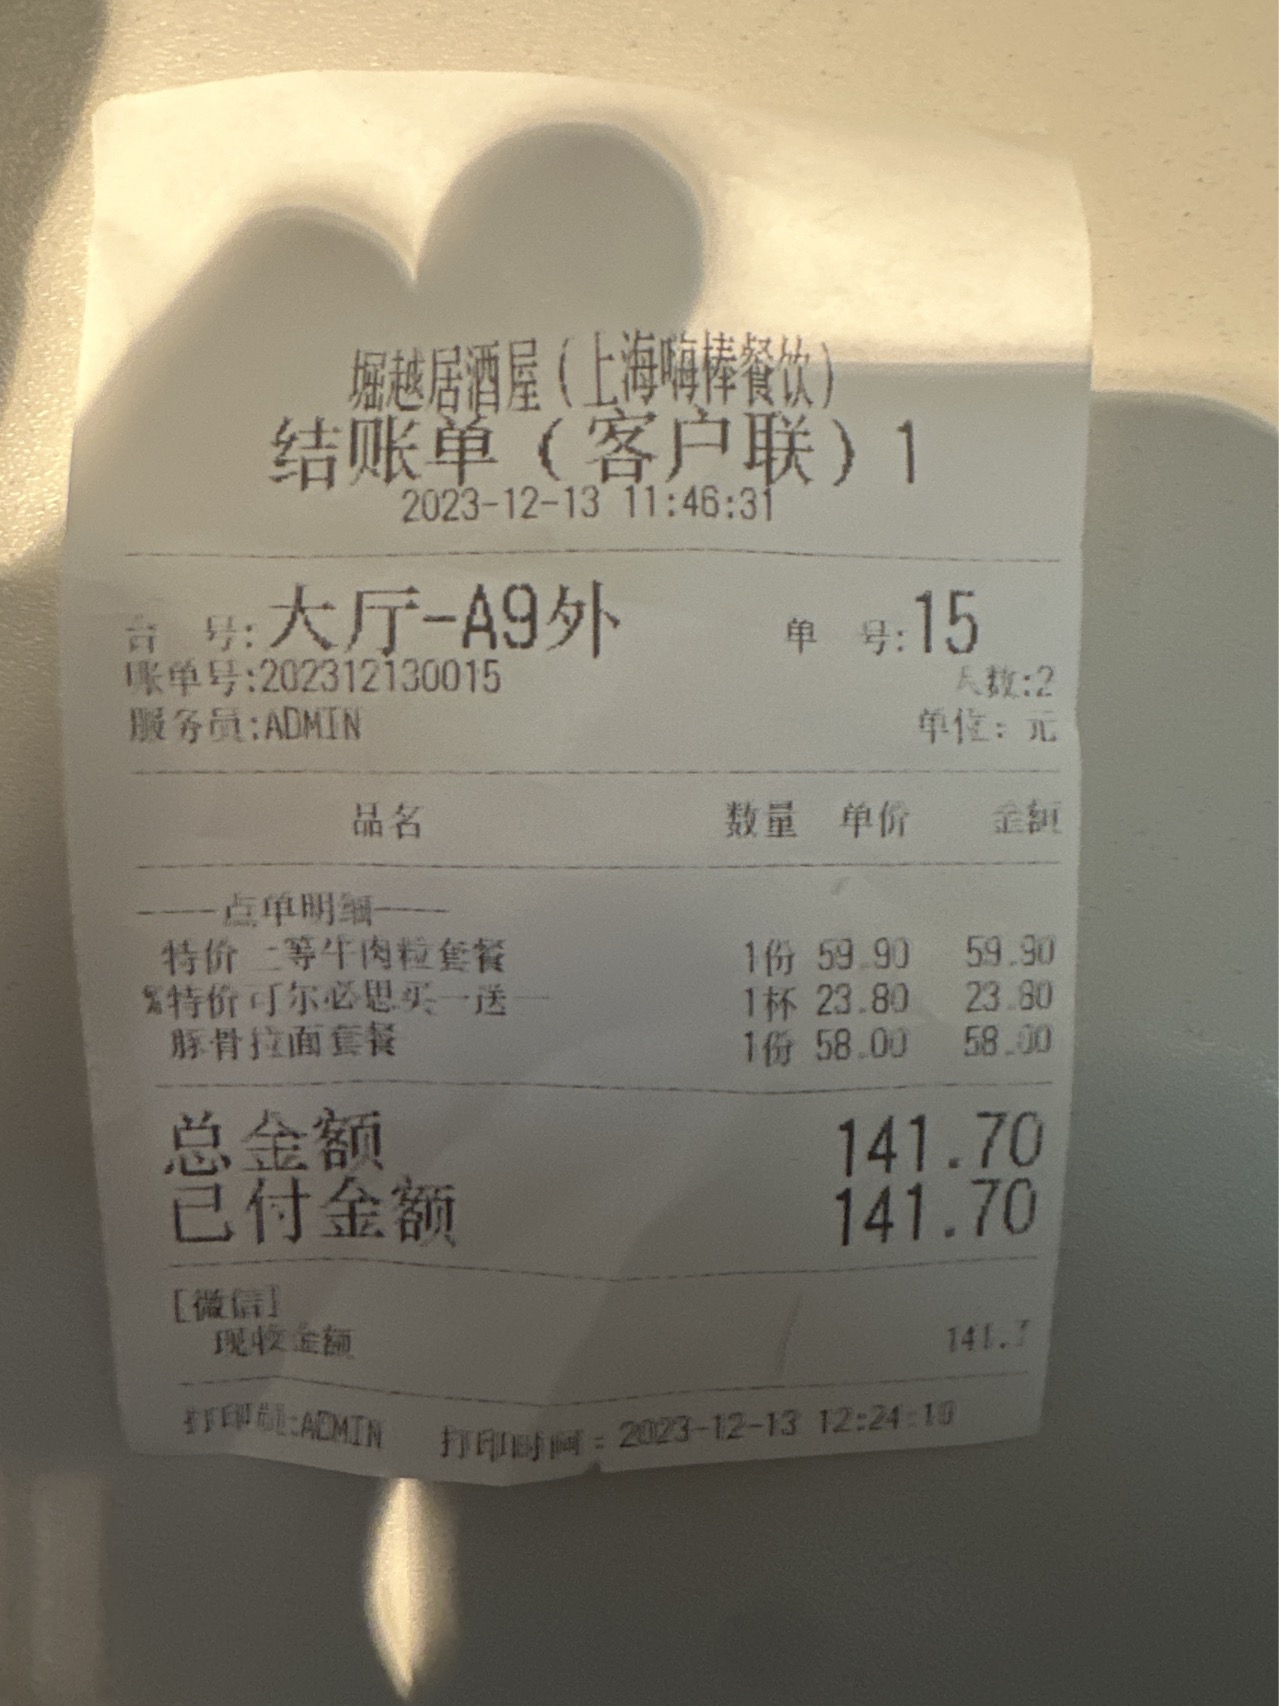 堀越居酒屋(上海嗨棒餐饮)
结账单(客户联)1
2023-12-13 11:46:31
台 号:大厅-A9外 单 号:15
账单号:202312130015 人数:2
服务员:ADMIN 单位:元
品名 数量 单价 金额
——点单明细——
特价二等牛肉粒套餐 1份 59.90 59.90
%特价可尔必思买一送一 1杯 23.80 23.80
豚骨拉面套餐 1份 58.00 58.00
总金额 141.70
已付金额 141.70
[微信]
现收金额 141.7
打印员:ADMIN 打印时间:2023-12-13 12:24:10